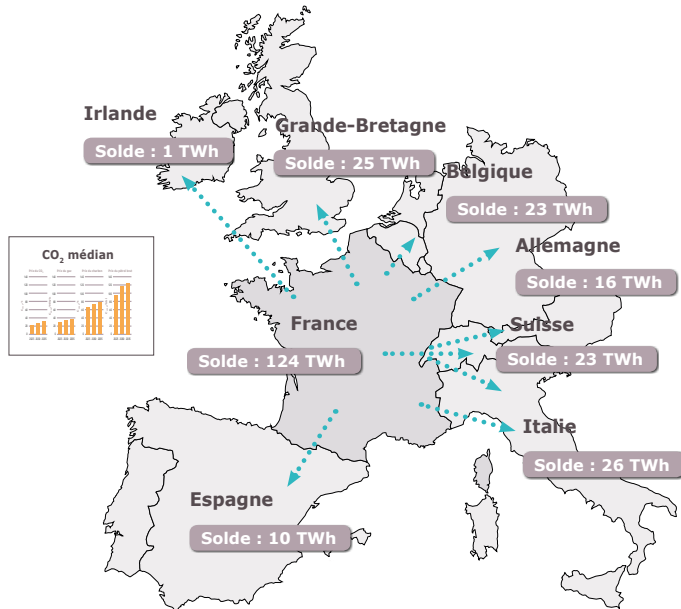 Irlande
Solde : 1 TWh
Grande-Bretagne
Solde : 25 TWh
Belgique
Solde : 23 TWh
Allemagne
Solde : 16 TWh
CO2 médian
France
Solde : 124 TWh
Suisse
Solde : 23 TWh
Italie
Solde : 26 TWh
Espagne
Solde : 10 TWh